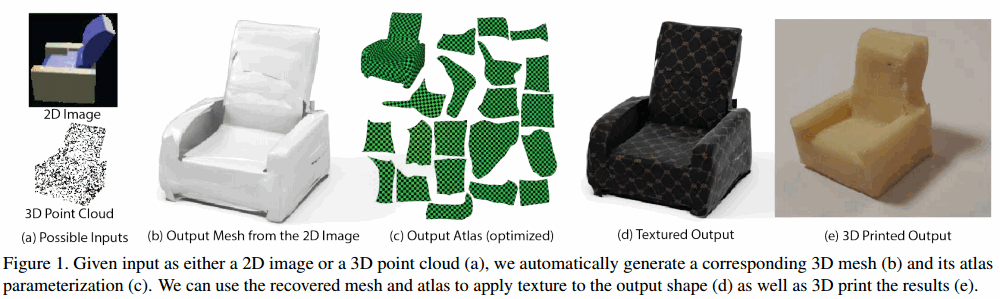 2D Image
3D Point Cloud
(a) Possible Inputs
(b) Output Mesh from the 2D Image
(c) Output Atlas (optimized)
(d) Textured Output
(e) 3D Printed Output
Figure 1. Given input as either a 2D image or a 3D point cloud (a), we automatically generate a corresponding 3D mesh (b) and its atlas
parameterization (c). We can use the recovered mesh and atlas to apply texture to the output shape (d) as well as 3D print the results (e).